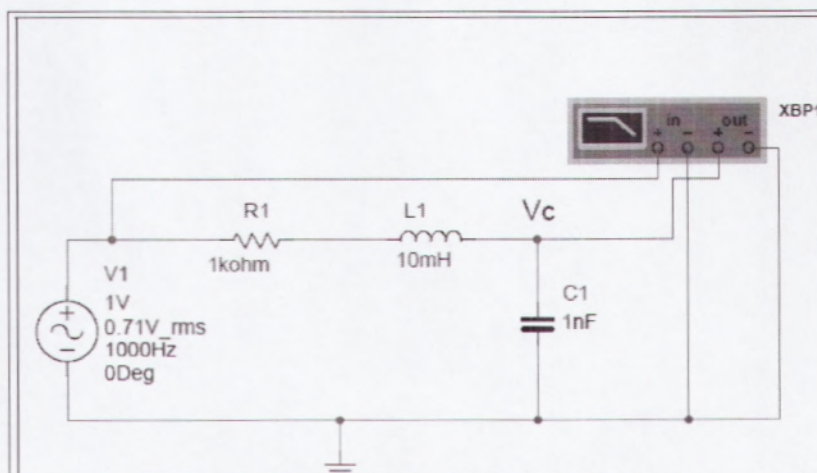 XBP1
in out
+ - + -
R1
1kohm
L1
10mH
Vc
V1
1V
0.71V_rms
1000Hz
0Deg
+
-
C1
1nF